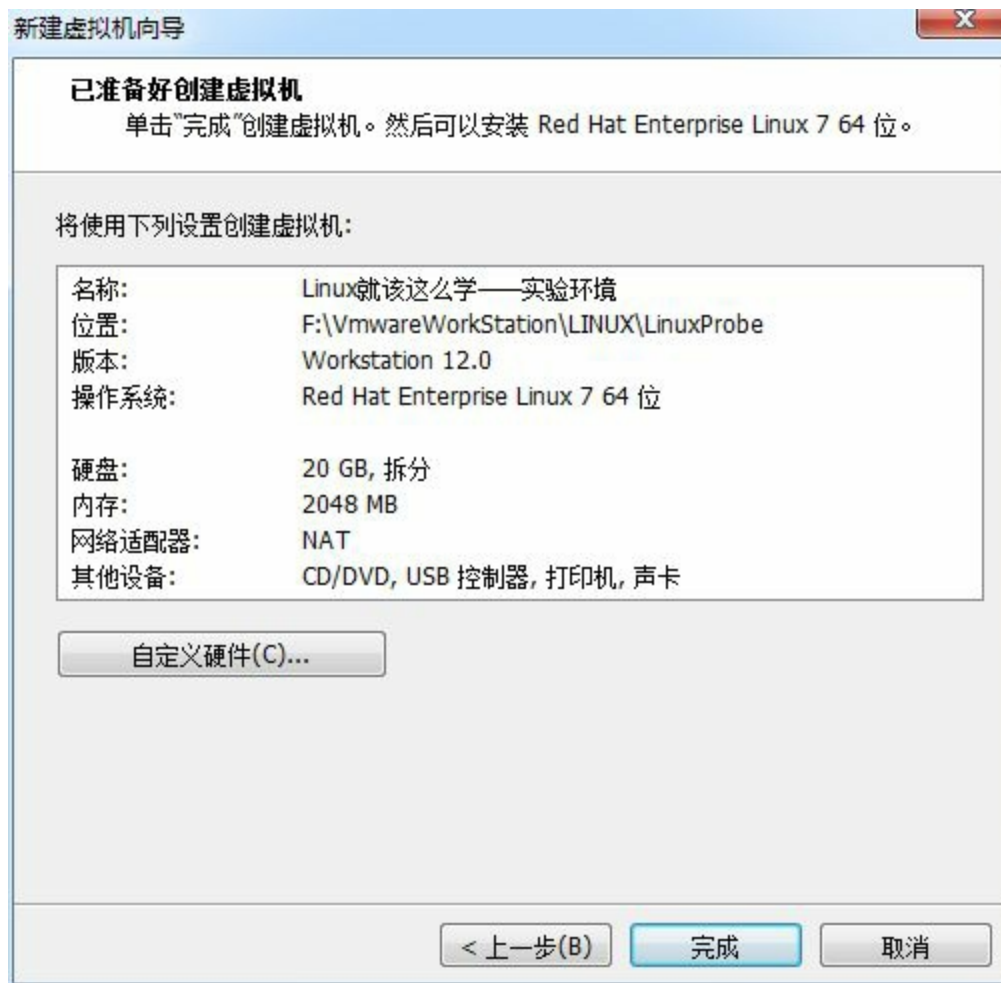 新建虚拟机向导
已准备好创建虚拟机
单击"完成"创建虚拟机。然后可以安装 Red Hat Enterprise Linux 7 64 位。
将使用下列设置创建虚拟机:
名称: Linux就该这么学——实验环境
位置: F:\VmwareWorkStation\LINUX\LinuxProbe
版本: Workstation 12.0
操作系统: Red Hat Enterprise Linux 7 64 位
硬盘: 20 GB, 拆分
内存: 2048 MB
网络适配器: NAT
其他设备: CD/DVD, USB 控制器, 打印机, 声卡
自定义硬件(C)...
< 上一步(B) 完成 取消